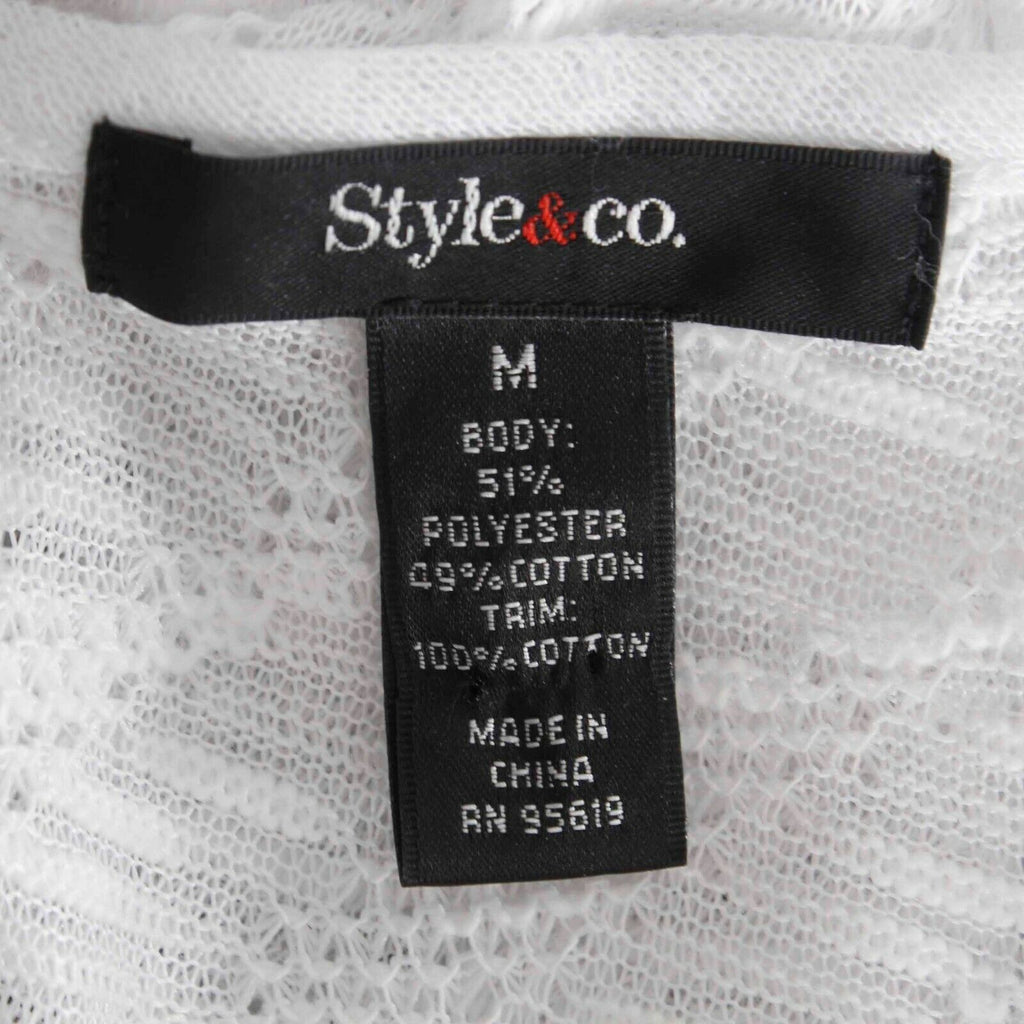 Style&co.
M
BODY:
51%
POLYESTER
49% COTTON
TRIM:
100% COTTON
MADE IN
CHINA
RN 95619